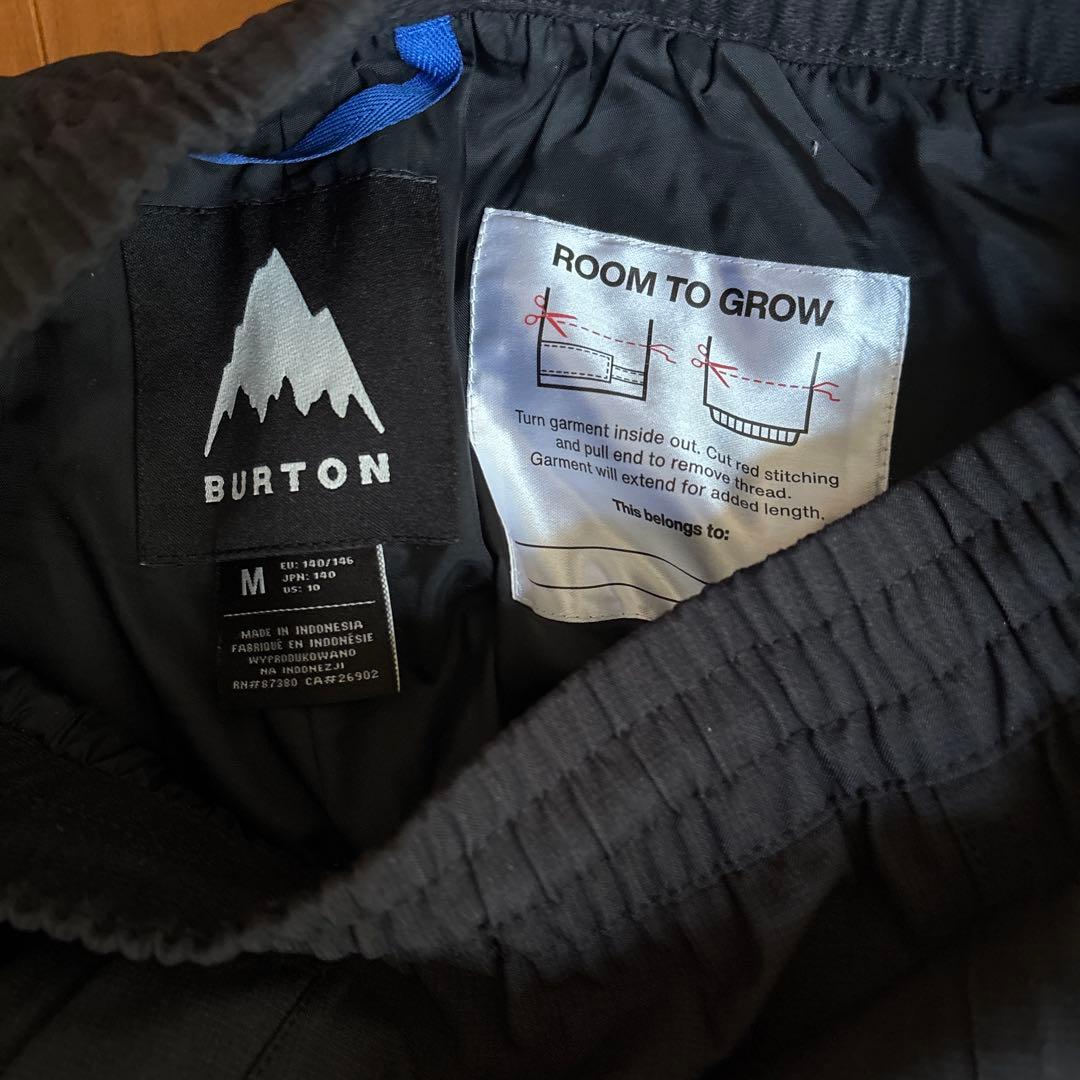 BURTON
M
EU: 140/146
JPN: 140
US: 10
MADE IN INDONESIA
FABRIQUÉ EN INDONÉSIE
WYPRODUKOWANO
NA INDONEZJI
RN#87380 CA#26902
ROOM TO GROW
Turn garment inside out. Cut red stitching
and pull end to remove thread.
Garment will extend for added length.
This belongs to: